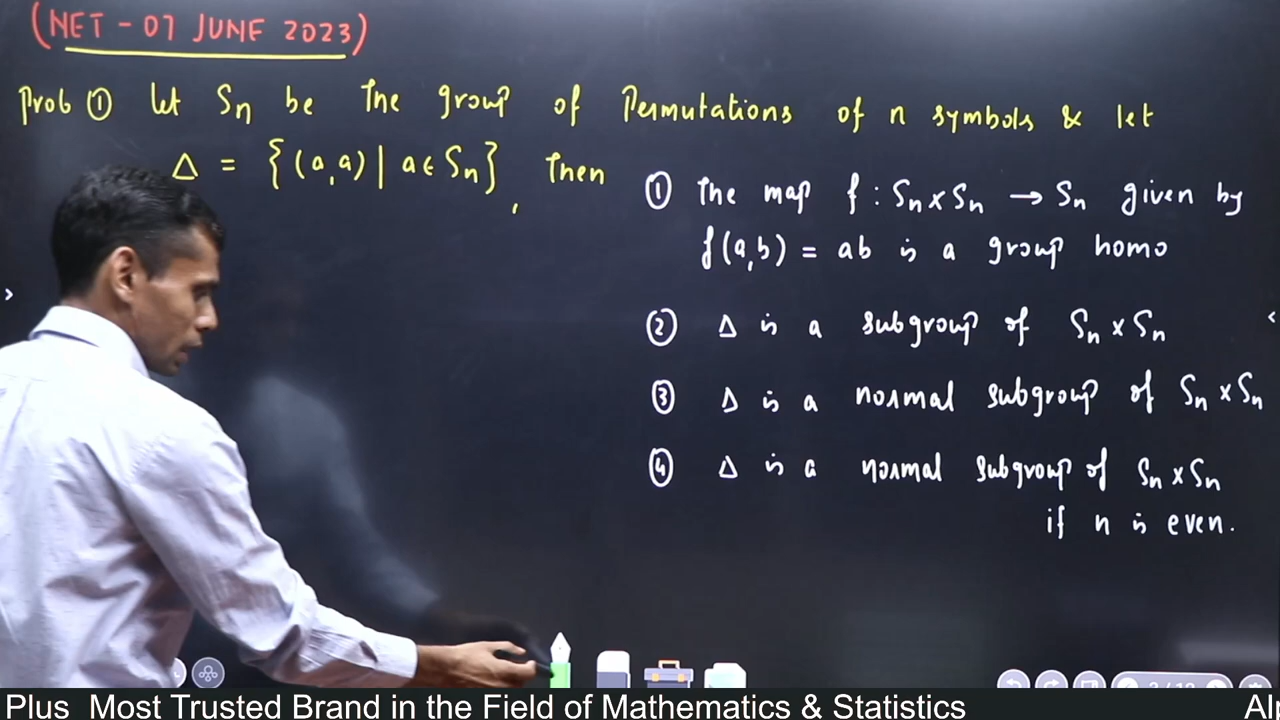 (NET - 07 JUNE 2023)
Prob ① let Sn be the group of Permutations of n symbols & let
Δ = {(a,a) | a ∈ Sn}, Then
① The map f : Sn x Sn → Sn given by
f(a,b) = ab is a group homo
② Δ is a subgroup of Sn x Sn
③ Δ is a normal subgroup of Sn x Sn
④ Δ is a normal subgroup of Sn x Sn
if n is even.
Plus Most Trusted Brand in the Field of Mathematics & Statistics